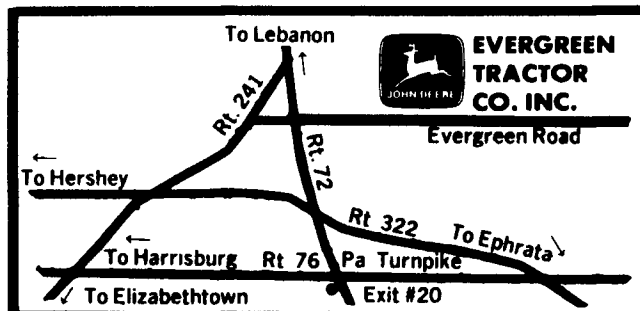 To Lebanon
EVERGREEN
TRACTOR
CO. INC.
JOHN DEERE
Rt. 241
Evergreen Road
Rt. 72
To Hershey
Rt 322
To Ephrata
To Harrisburg Rt 76 Pa Turnpike
To Elizabethtown
Exit #20